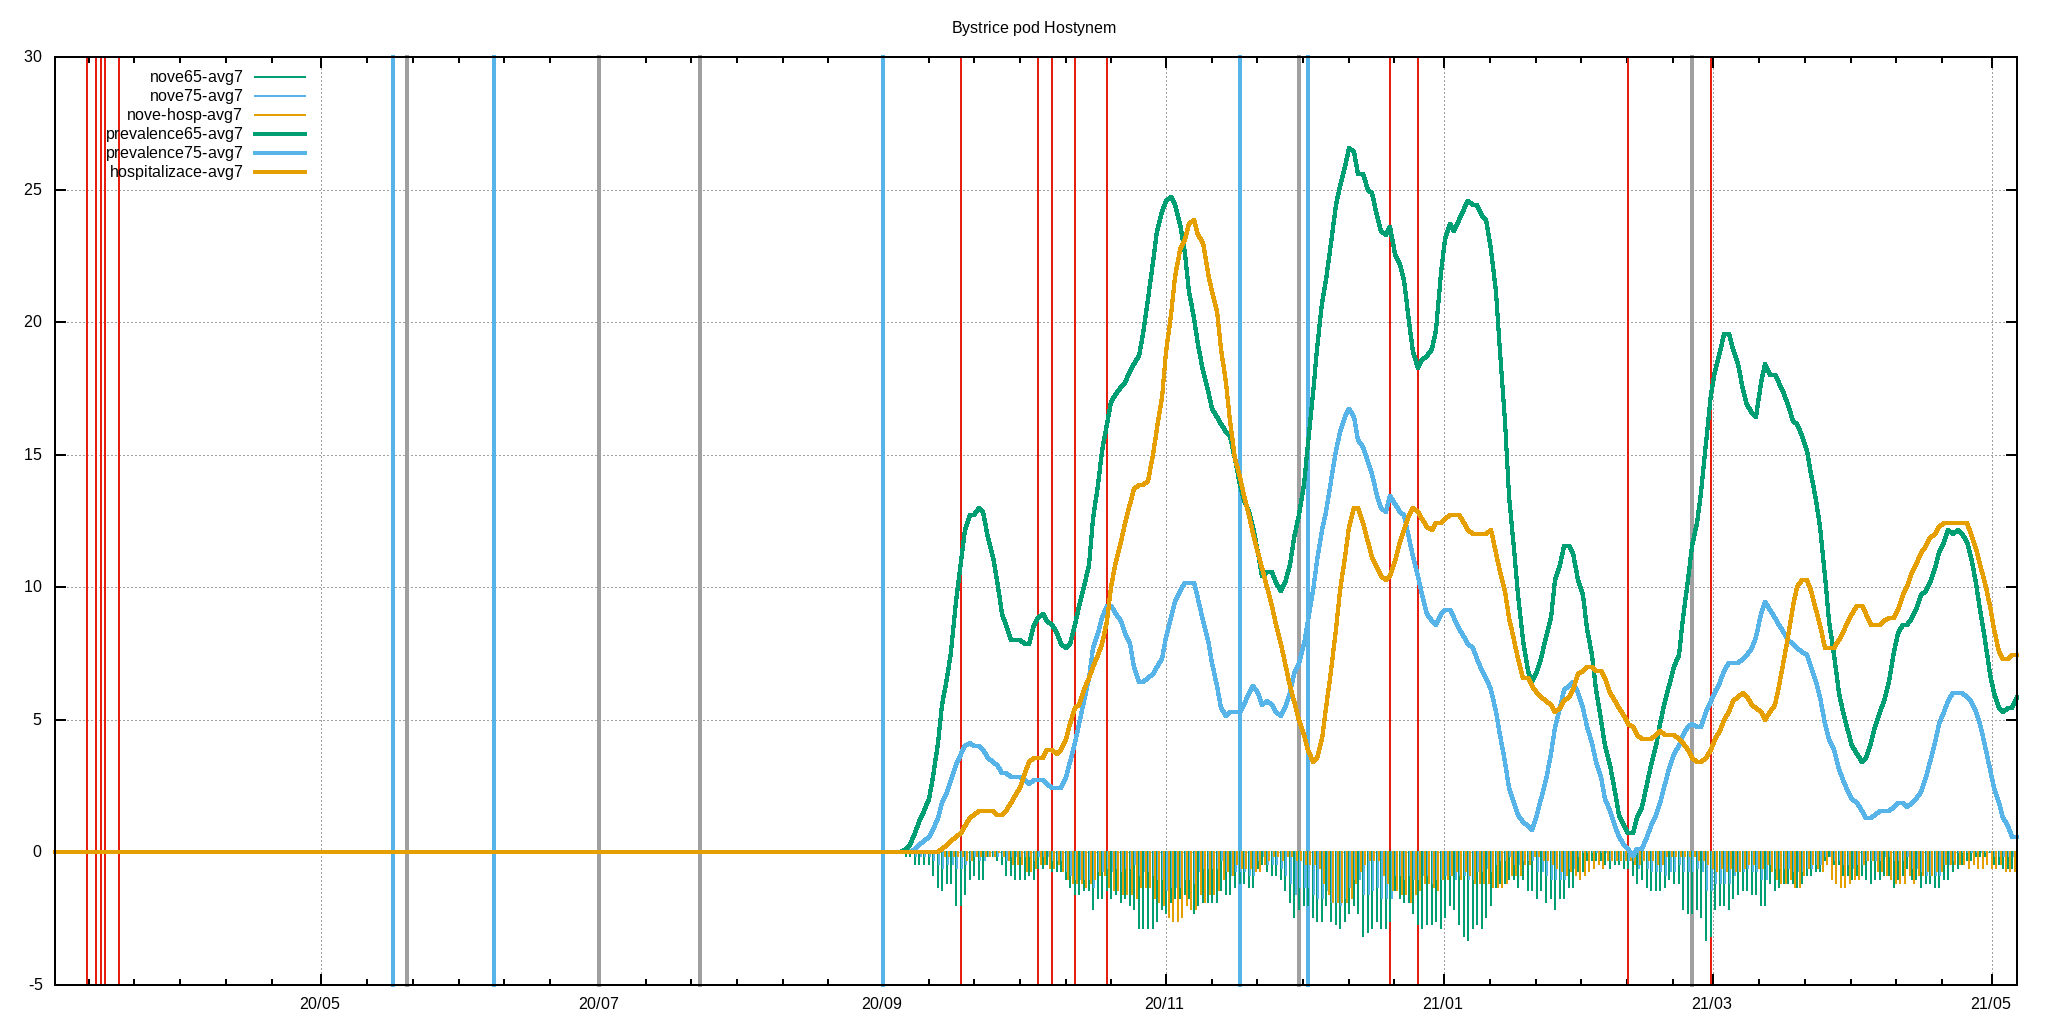 Bystrice pod Hostynem
30
25
20
15
10
5
0
-5
nove65-avg7
nove75-avg7
nove-hosp-avg7
prevalence65-avg7
prevalence75-avg7
hospitalizace-avg7
20/05 20/07 20/09 20/11 21/01 21/03 21/05